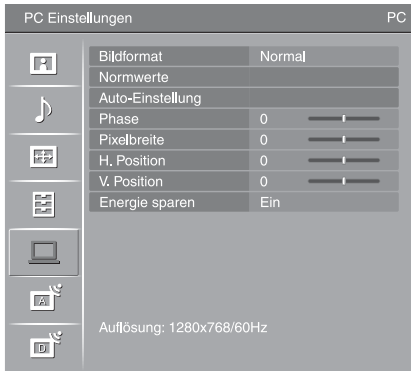 PC Einstellungen PC
Bildformat Normal
Normwerte
Auto-Einstellung
Phase 0
Pixelbreite 0
H. Position 0
V. Position 0
Energie sparen Ein
A
D
Auflösung: 1280x768/60Hz